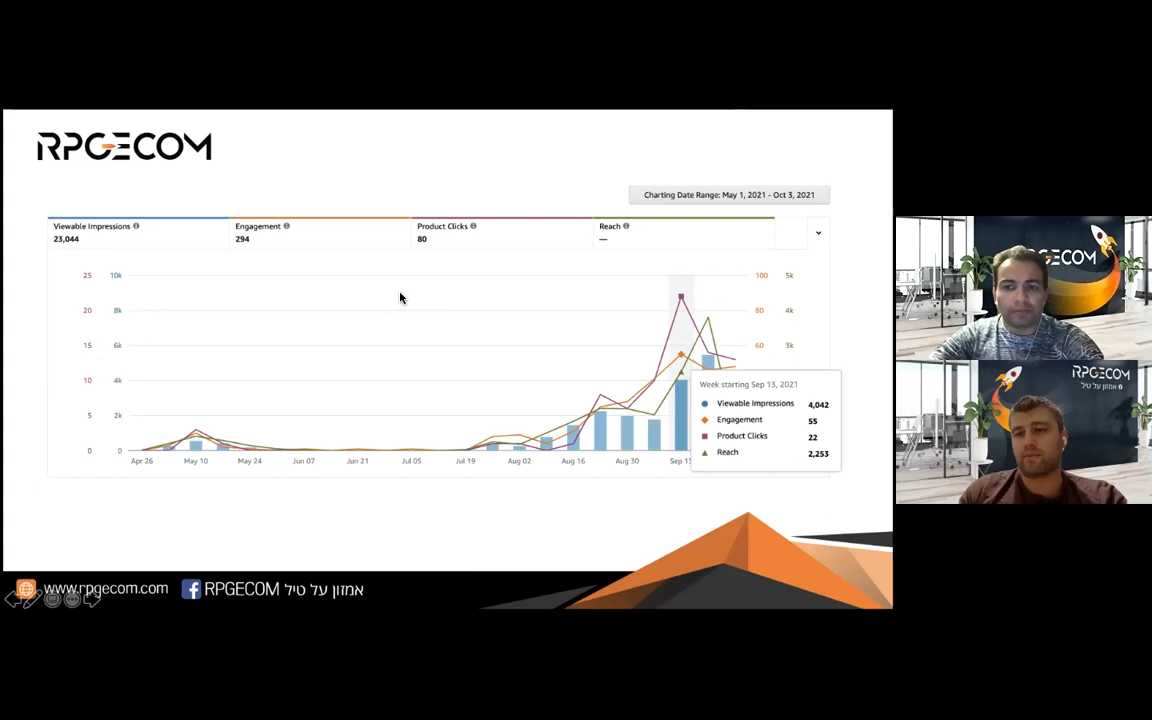 RPGECOM
Charting Date Range: May 1, 2021 - Oct 3, 2021
Viewable Impressions
23,044
Engagement
294
Product Clicks
80
Reach
—
25 10k 100 5k
20 8k 80 4k
15 6k 60 3k
10 4k
5 2k
0 0
Apr 26 May 10 May 24 Jun 07 Jun 21 Jul 05 Jul 19 Aug 02 Aug 16 Aug 30 Sep 13
Week starting Sep 13, 2021
Viewable Impressions 4,042
Engagement 55
Product Clicks 22
Reach 2,253
www.rpgecom.com RPGECOM אמזון על טיל
GECOM
RPGECOM
אמזון על טיל